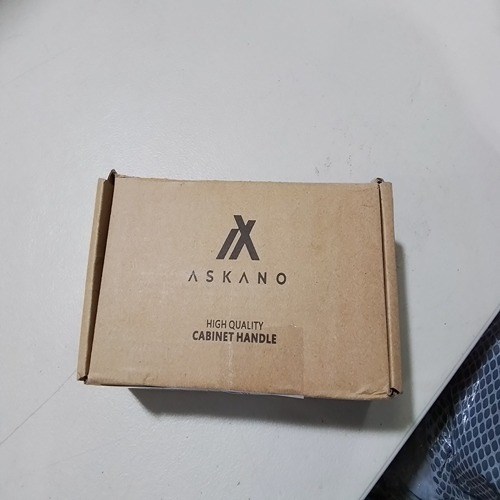 ASKANO
HIGH QUALITY
CABINET HANDLE